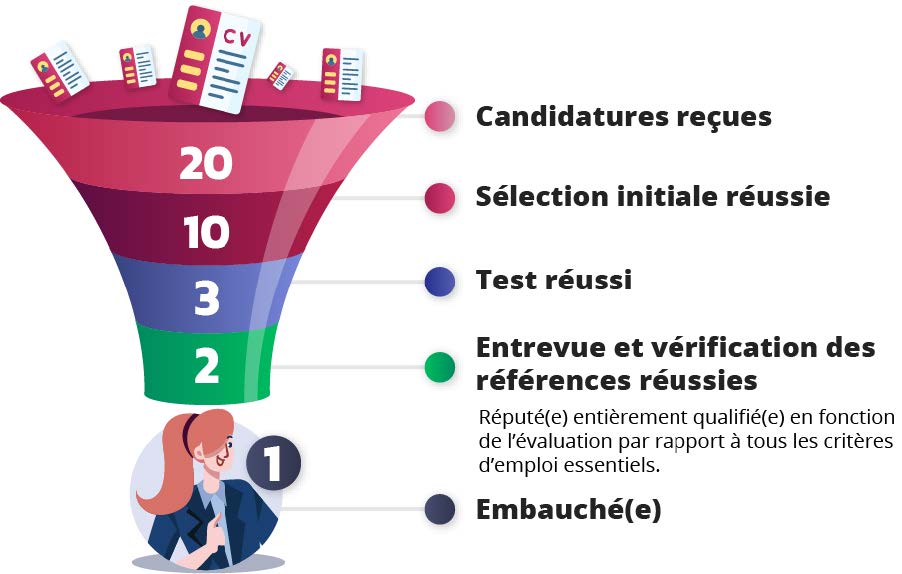 CV
Candidatures reçues
20
Sélection initiale réussie
10
Test réussi
3
Entrevue et vérification des
références réussies
2
Réputé(e) entièrement qualifié(e) en fonction
de l’évaluation par rapport à tous les critères
d’emploi essentiels.
1
Embauché(e)